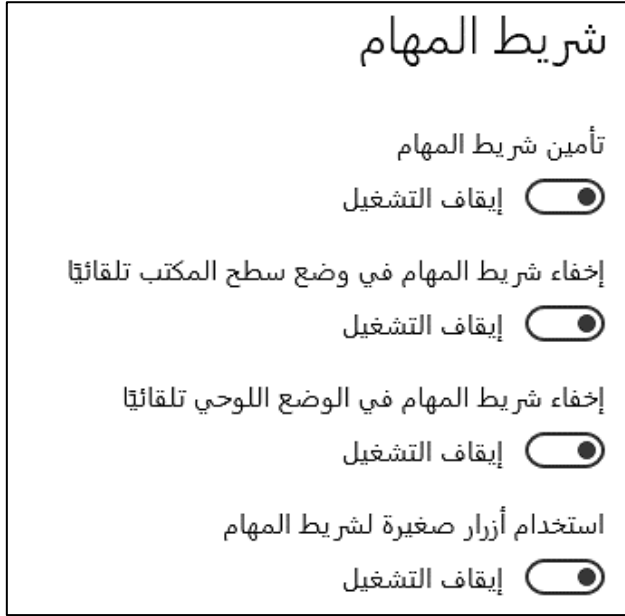 شريط المهام
تأمين شريط المهام
إيقاف التشغيل
إخفاء شريط المهام في وضع سطح المكتب تلقائيًا
إيقاف التشغيل
إخفاء شريط المهام في الوضع اللوحي تلقائيًا
إيقاف التشغيل
استخدام أزرار صغيرة لشريط المهام
إيقاف التشغيل